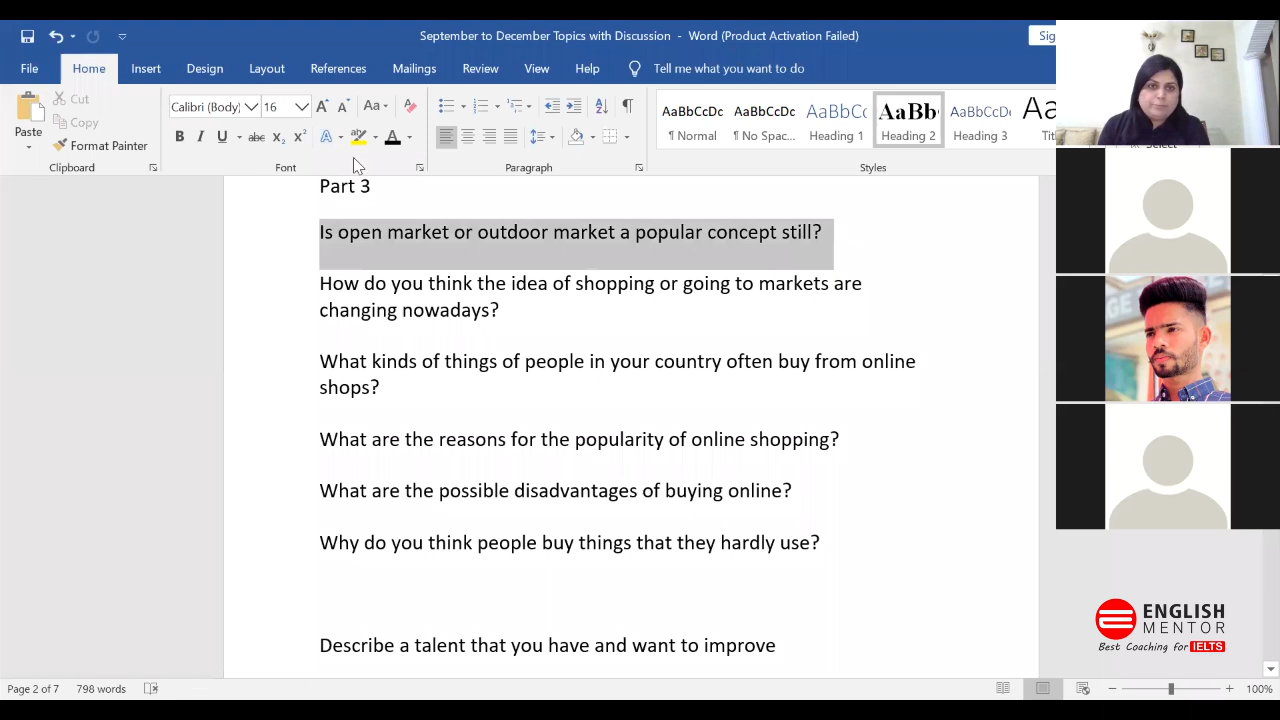 September to December Topics with Discussion - Word (Product Activation Failed)
Sig
File Home Insert Design Layout References Mailings Review View Help Tell me what you want to do
Paste
Cut
Copy
Format Painter
Calibri (Body) 16
AaBbCcDc AaBbCcDc AaBbCc AaBb AaBbCcD Aa
¶ Normal ¶ No Spac... Heading 1 Heading 2 Heading 3 Tit
Clipboard Font Paragraph Styles
Select
Part 3
Is open market or outdoor market a popular concept still?
How do you think the idea of shopping or going to markets are
changing nowadays?
What kinds of things of people in your country often buy from online
shops?
What are the reasons for the popularity of online shopping?
What are the possible disadvantages of buying online?
Why do you think people buy things that they hardly use?
Describe a talent that you have and want to improve
ENGLISH
MENTOR
Best Coaching for IELTS
Page 2 of 7 798 words 100%